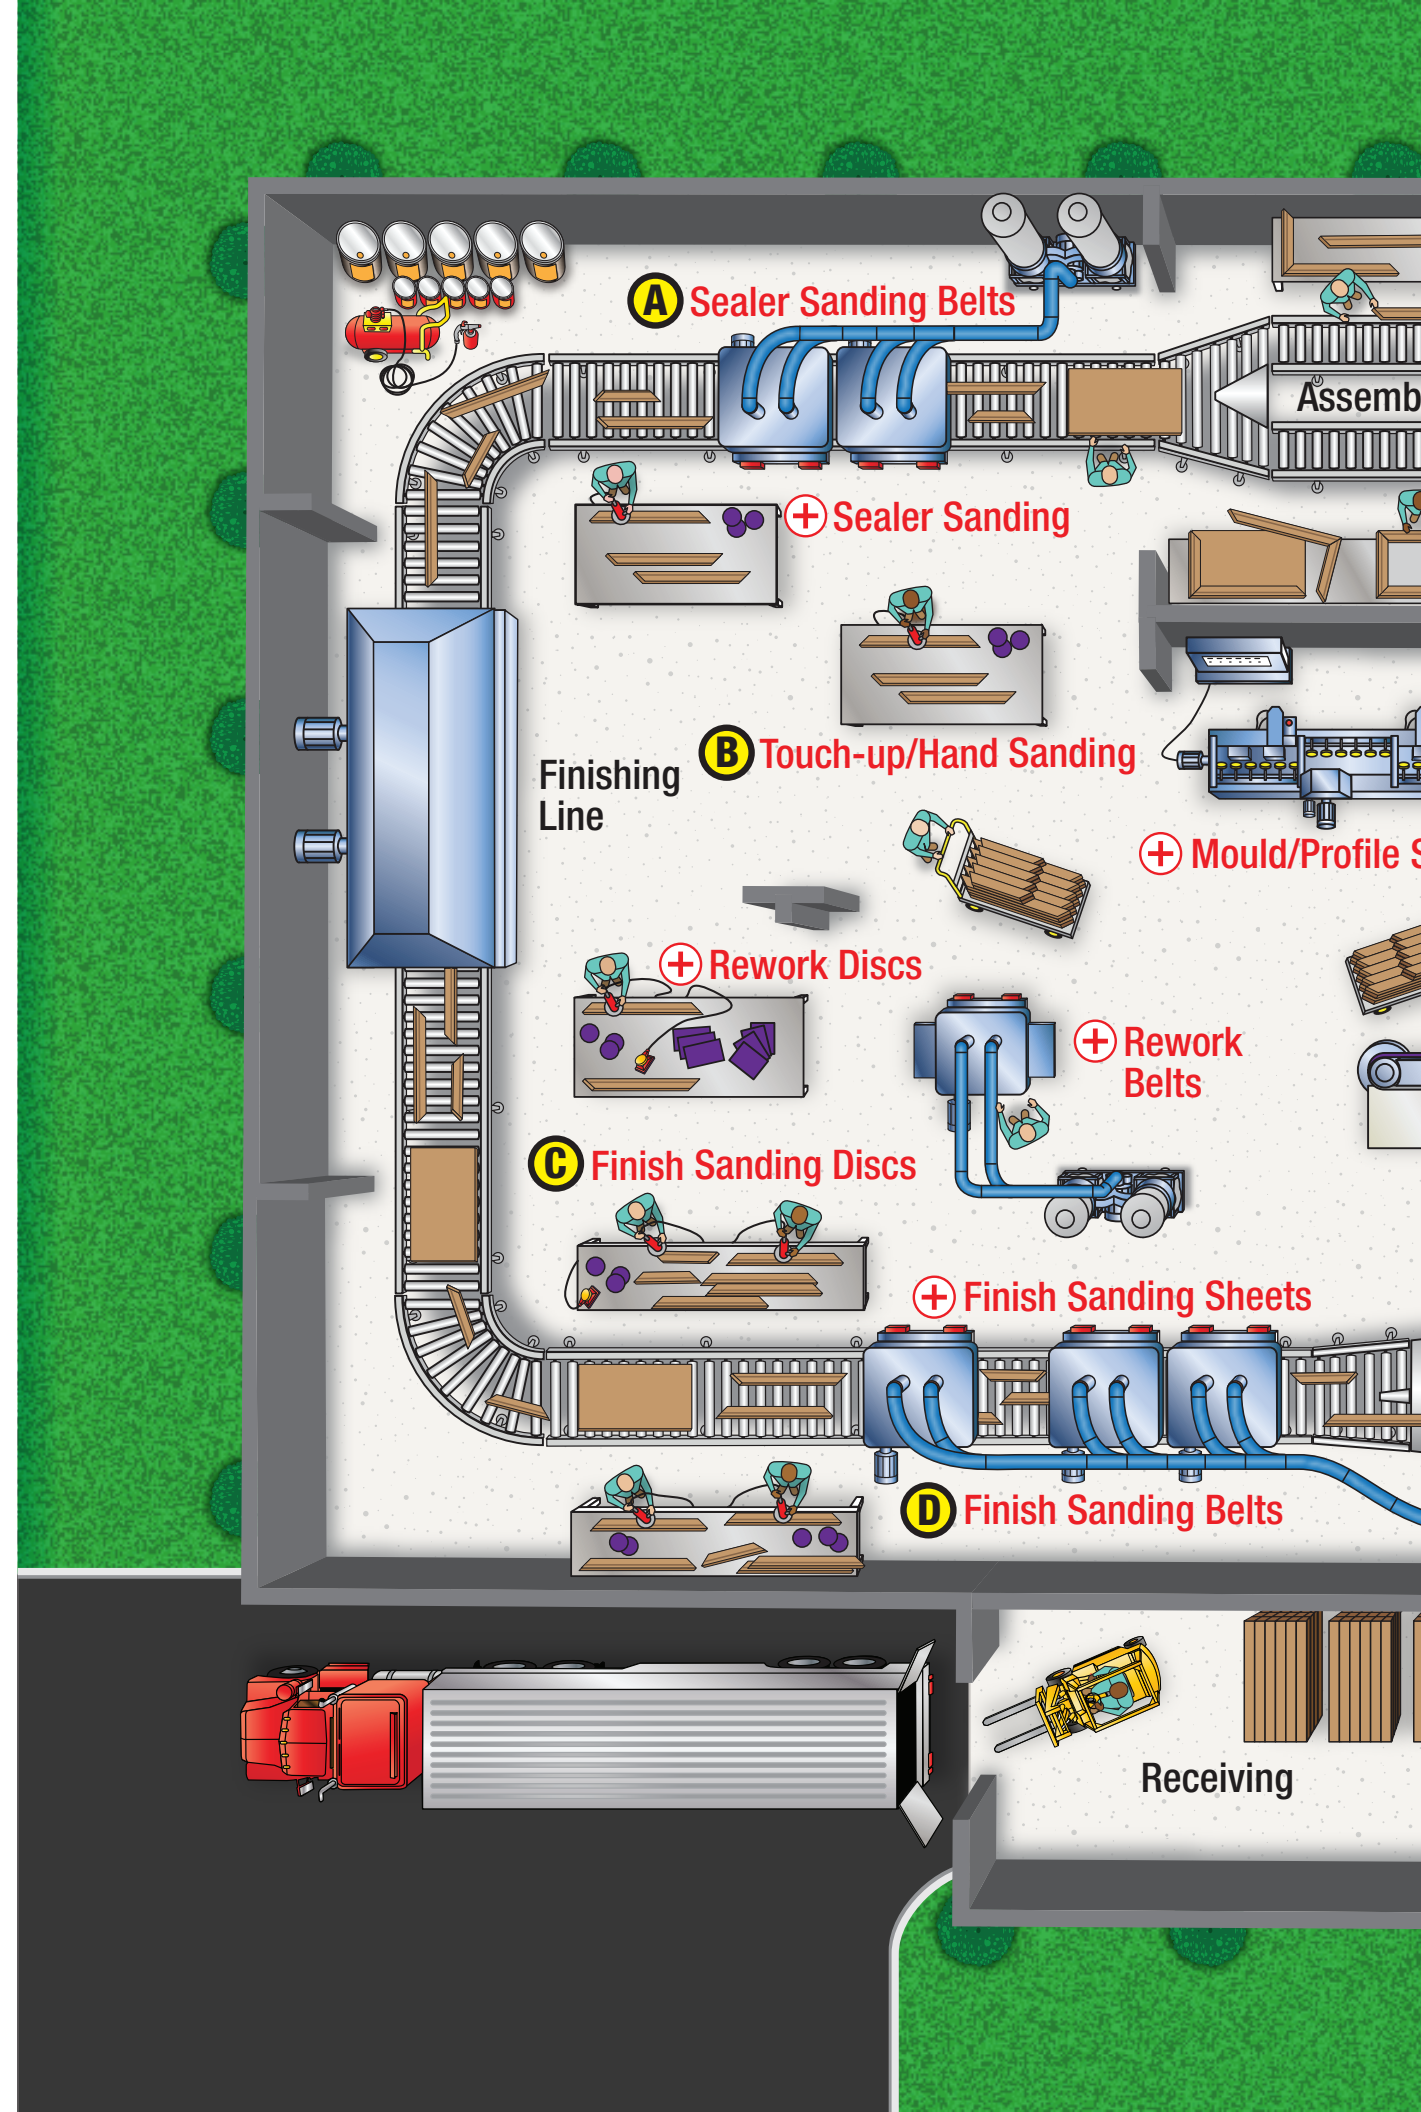 A Sealer Sanding Belts
Assemb
+ Sealer Sanding
B Touch-up/Hand Sanding
Finishing
Line
+ Mould/Profile S
+ Rework Discs
+ Rework
Belts
C Finish Sanding Discs
+ Finish Sanding Sheets
D Finish Sanding Belts
Receiving